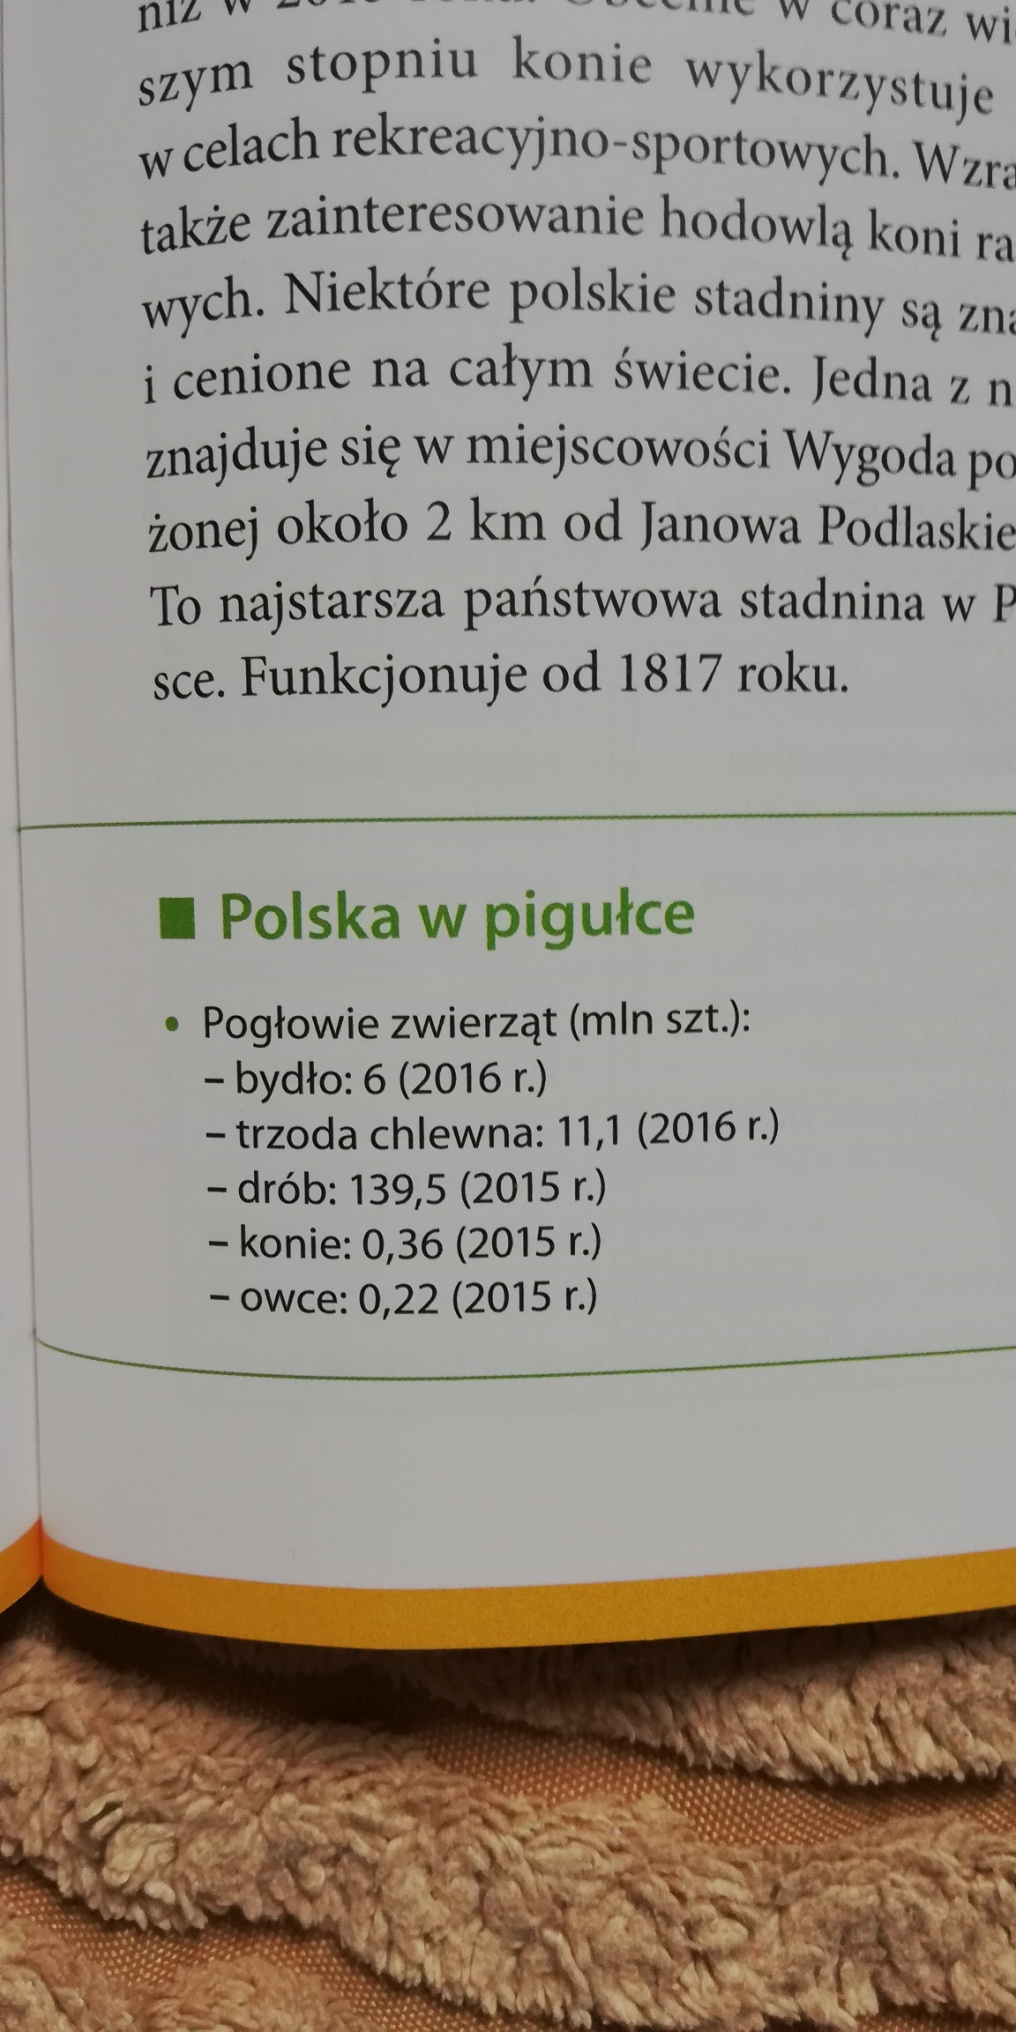 niż w
w coraz
szym stopniu konie wykorzystuje
w celach rekreacyjno-sportowych.
także zainteresowanie hodowlą koni
wych. Niektóre polskie stadniny są
i cenione na całym świecie. Jedna z
znajduje się w miejscowości Wygoda
żonej około 2 km od Janowa
To najstarsza państwowa stadnina w
sce. Funkcjonuje od 1817 roku.
■ Polska w pigułce
• Pogłowie zwierząt (mln szt.):
– bydło: 6 (2016 r.)
– trzoda chlewna: 11,1 (2016 r.)
– drób: 139,5 (2015 r.)
– konie: 0,36 (2015 r.)
– owce: 0,22 (2015 r.)